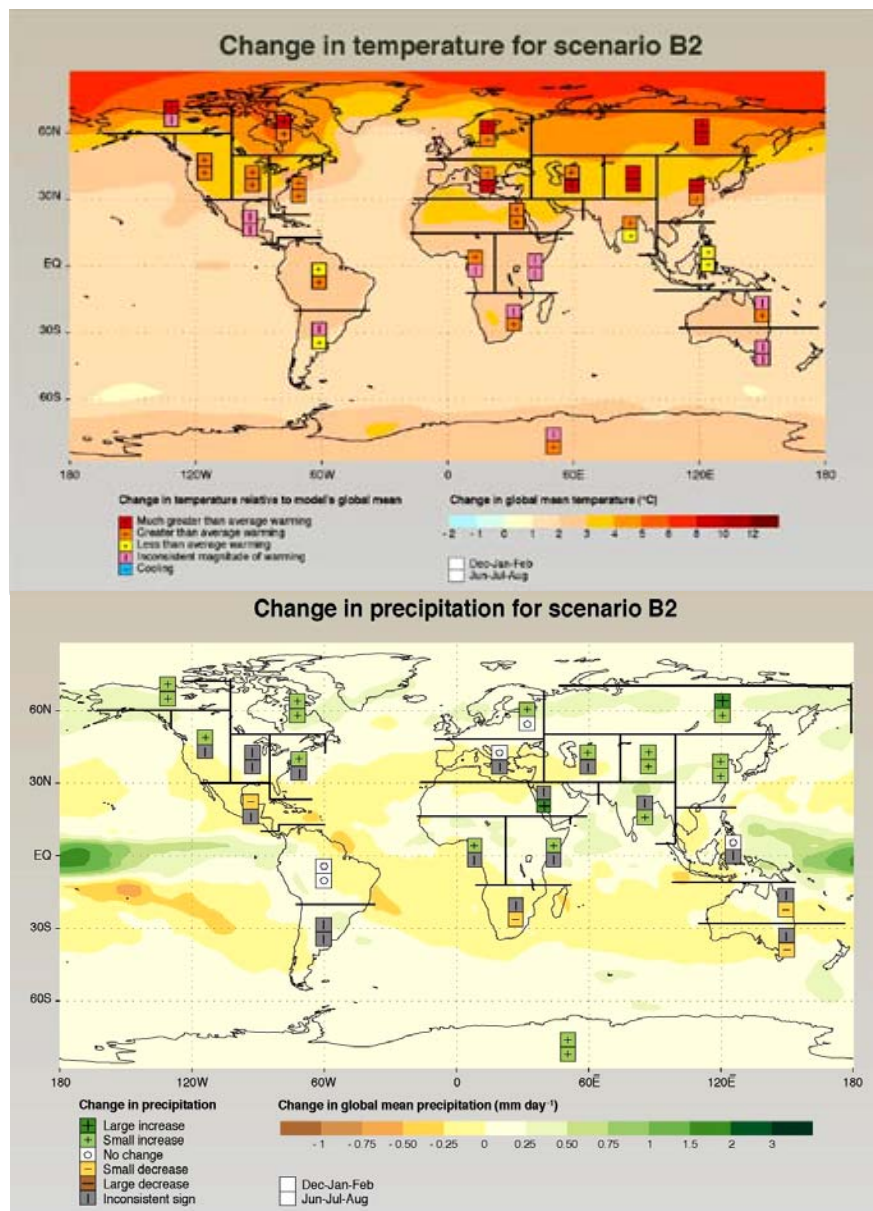 Change in temperature for scenario B2
60N
30N
EQ
30S
60S
180 120W 60W 0 60E 120E 180
Change in temperature relative to model's global mean
Much greater than average warming
Greater than average warming
Less than average warming
Inconsistent magnitude of warming
Cooling
Change in global mean temperature (°C)
-2 -1 0 1 2 3 4 5 6 8 10 12
Dec-Jan-Feb
Jun-Jul-Aug
Change in precipitation for scenario B2
60N
30N
EQ
30S
60S
180 120W 60W 0 60E 120E 180
Change in precipitation
Large increase
Small increase
No change
Small decrease
Large decrease
Inconsistent sign
Change in global mean precipitation (mm day-1)
- 1 - 0.75 - 0.50 - 0.25 0 0.25 0.50 0.75 1 1.5 2 3
Dec-Jan-Feb
Jun-Jul-Aug